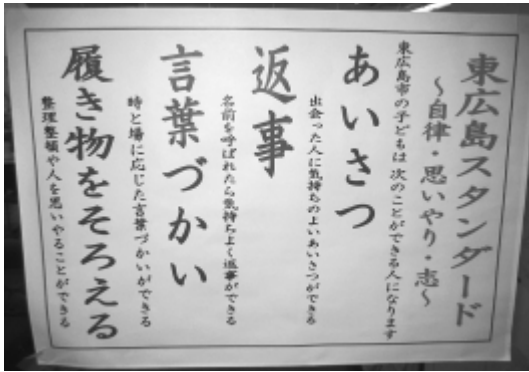 東広島スタンダード
～自律・思いやり・志～
東広島市の子どもは 次のことができる人になります
あいさつ
出会った人に気持ちのよいあいさつができる
返事
名前を呼ばれたら気持ちよく返事ができる
言葉づかい
時と場に応じた言葉づかいができる
履き物をそろえる
整理整頓や人を思いやることができる